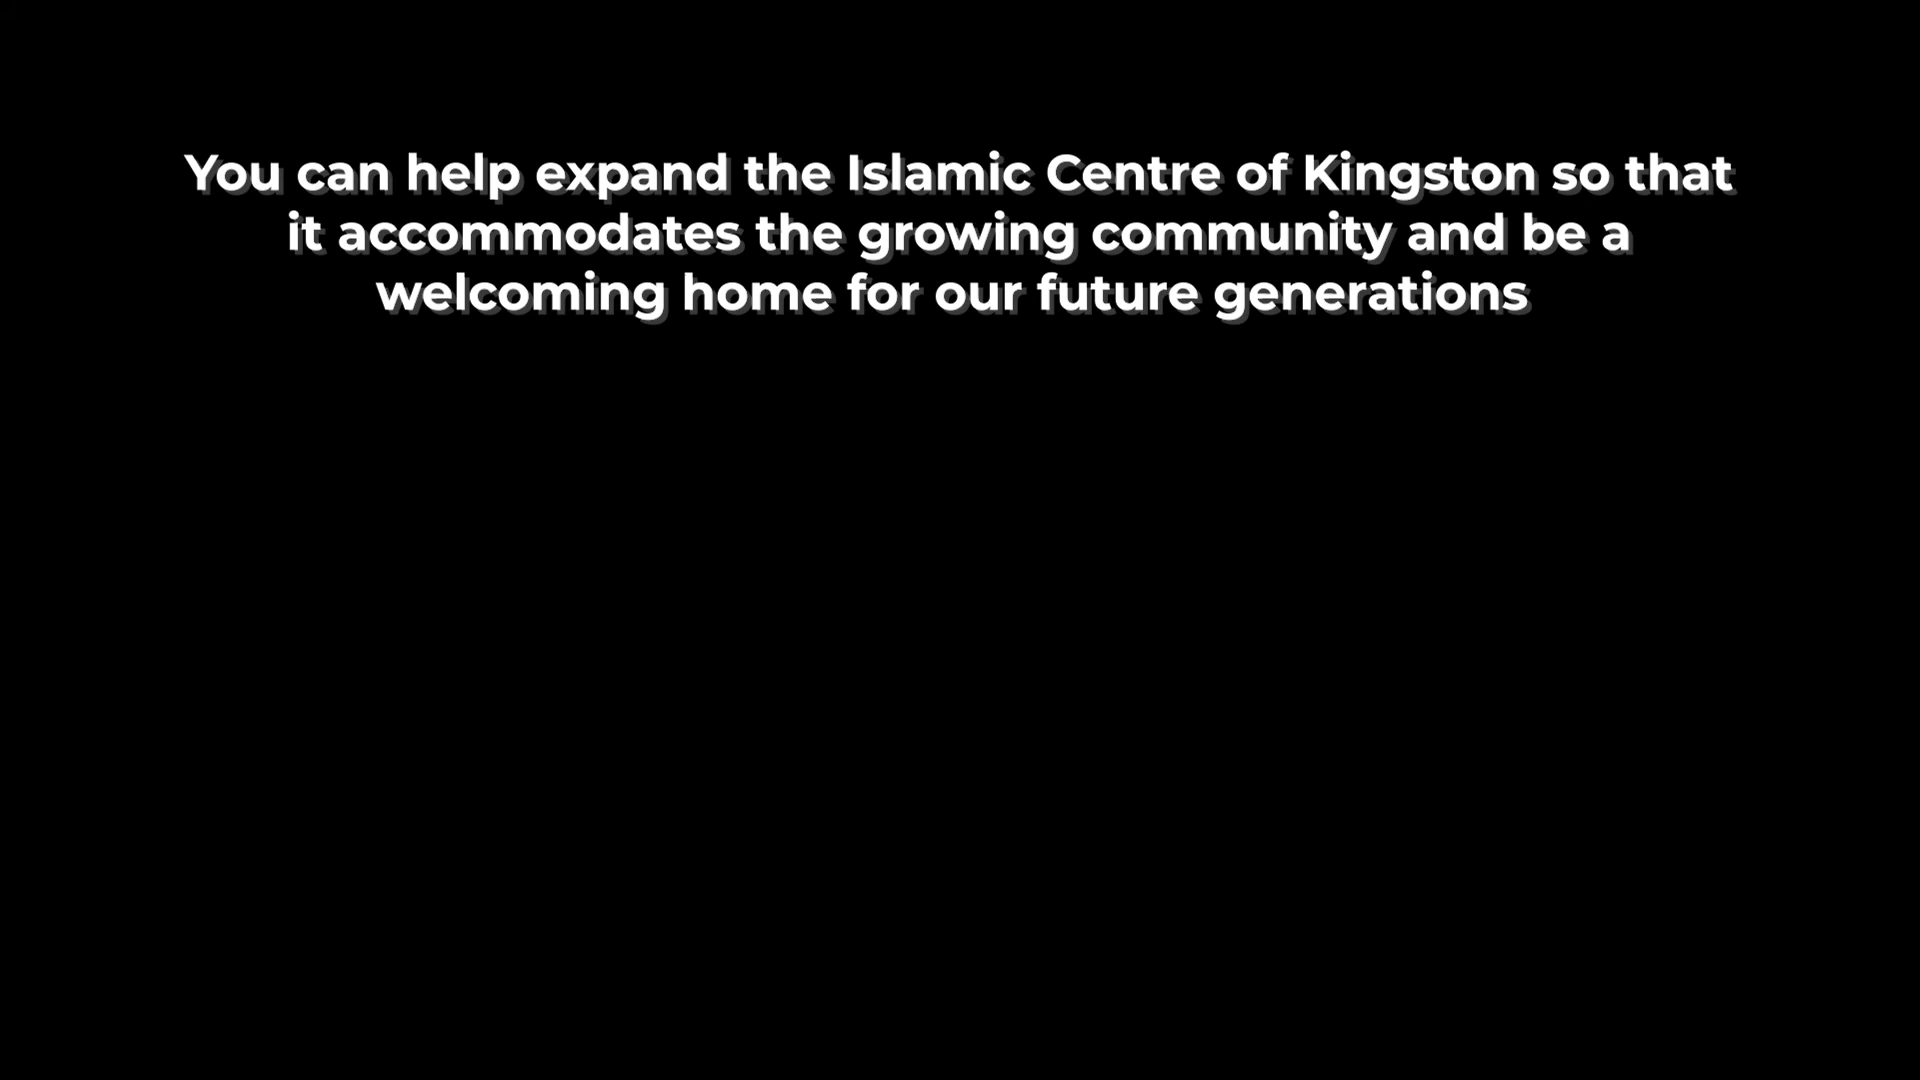 You can help expand the Islamic Centre of Kingston so that
it accommodates the growing community and be a
welcoming home for our future generations